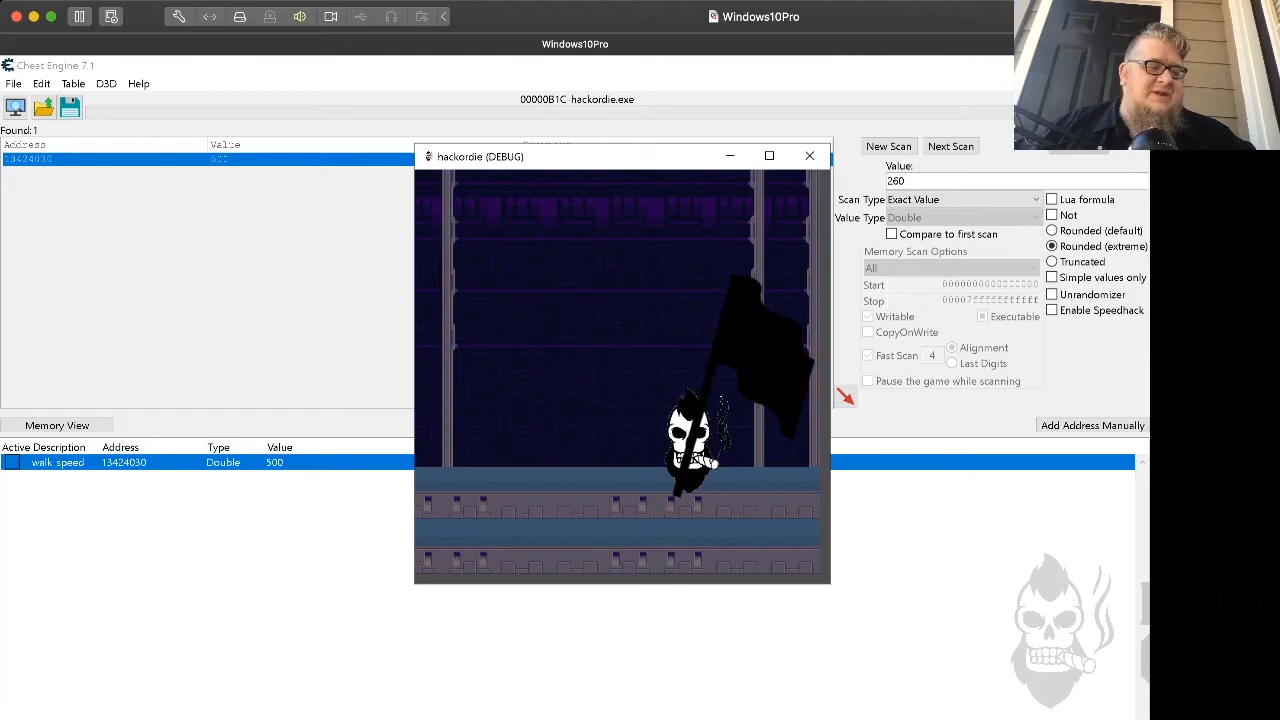 Windows10Pro
Windows10Pro
Cheat Engine 7.1
File Edit Table D3D Help
00000B1C hackordie.exe
Found:1
Address Value
13424030 500
hackordie (DEBUG)
New Scan Next Scan
Value:
260
Scan Type Exact Value
Value Type Double
Compare to first scan
Memory Scan Options
All
Start 0000000000000000
Stop 00007fffffffffff
Writable Executable
CopyOnWrite
Fast Scan 4 Alignment
Last Digits
Pause the game while scanning
Lua formula
Not
Rounded (default)
Rounded (extreme)
Truncated
Simple values only
Unrandomizer
Enable Speedhack
Memory View
Add Address Manually
Active Description Address Type Value
walk speed 13424030 Double 500